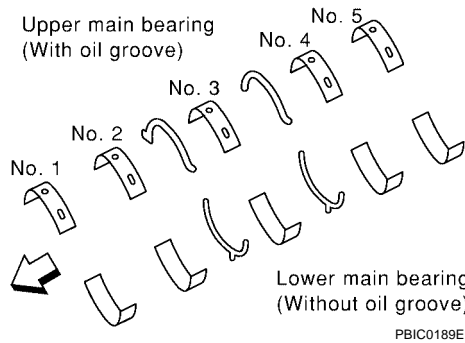 Upper main bearing
(With oil groove)
No. 5
No. 4
No. 3
No. 2
No. 1
Lower main bearing
(Without oil groove)
PBIC0189E